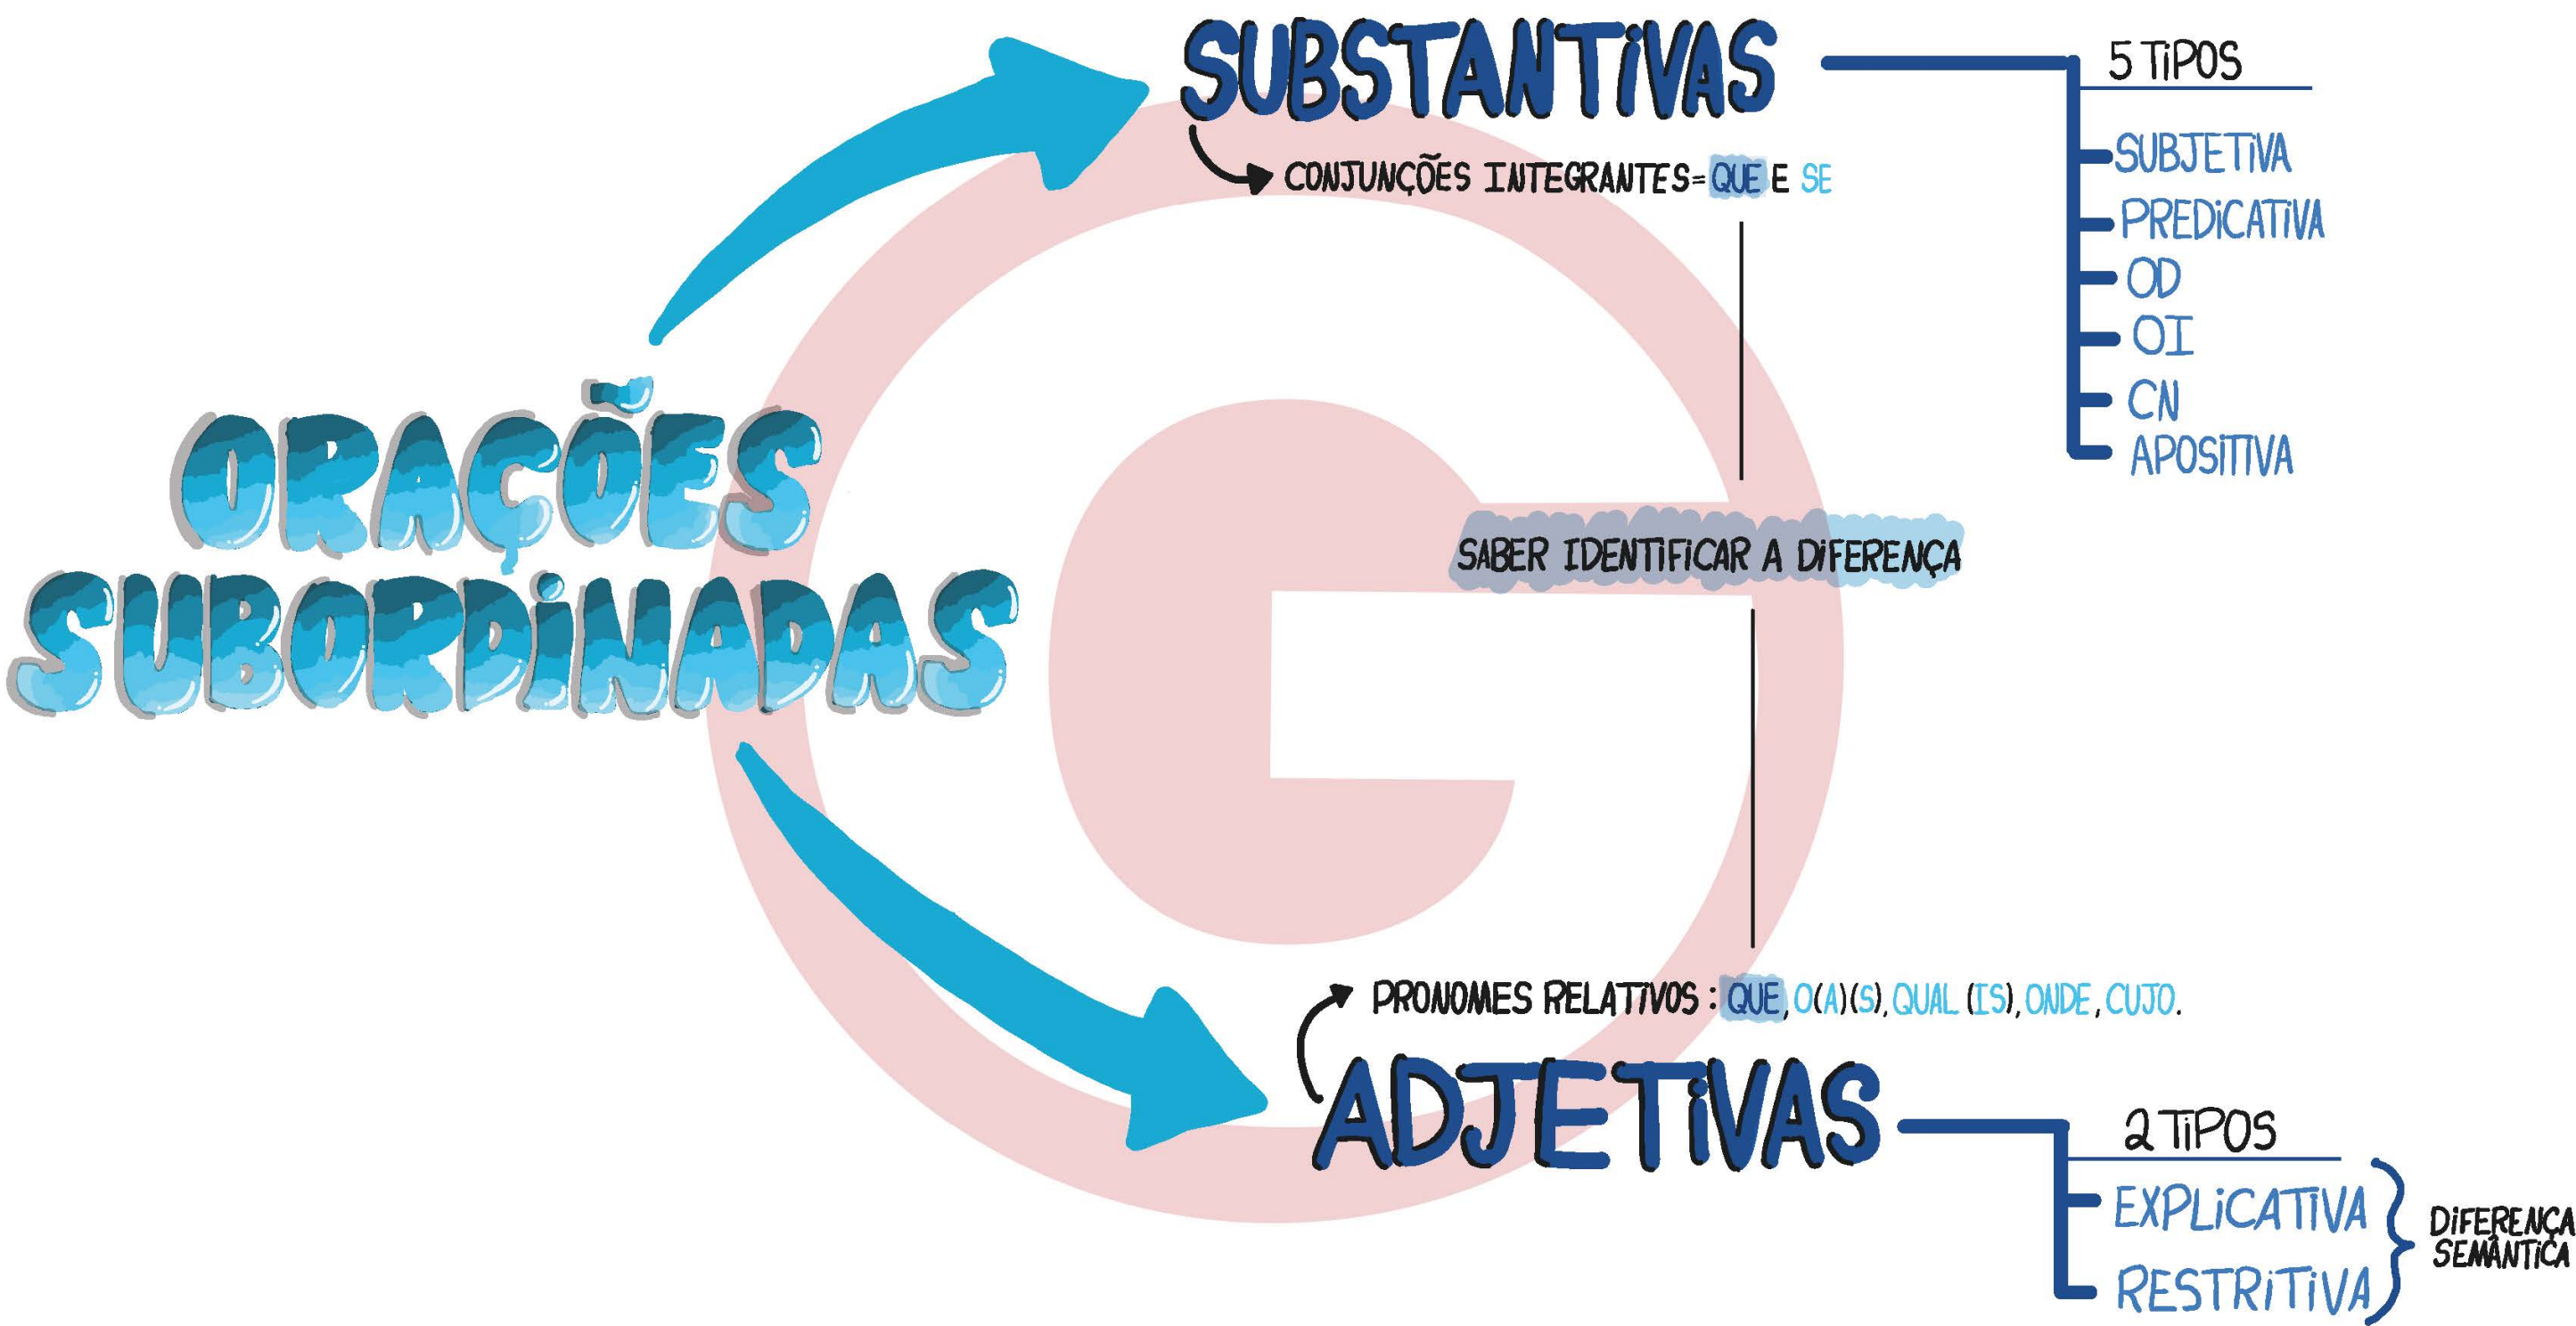 ORAÇÕES
SUBORDINADAS
SUBSTANTIVAS
CONJUNÇÕES INTEGRANTES= QUE E SE
5 TIPOS
SUBJETIVA
PREDICATIVA
OD
OI
CN
APOSITIVA
SABER IDENTIFICAR A DIFERENÇA
PRONOMES RELATIVOS : QUE, O(A)(S), QUAL (IS), ONDE, CUJO.
ADJETIVAS
2 TIPOS
EXPLICATIVA
RESTRITIVA
DIFERENÇA
SEMÂNTICA
G